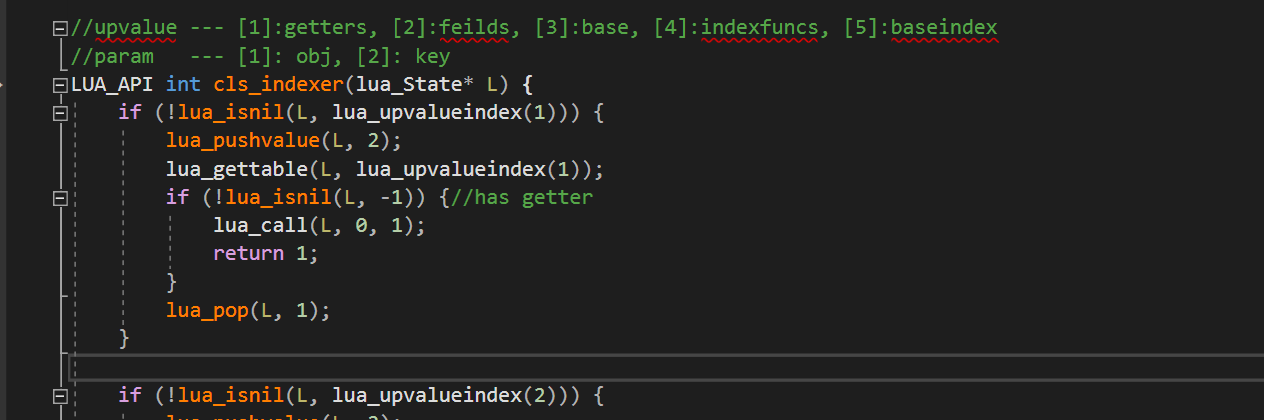 //upvalue --- [1]:getters, [2]:feilds, [3]:base, [4]:indexfuncs, [5]:baseindex
//param   --- [1]: obj, [2]: key
LUA_API int cls_indexer(lua_State* L) {
    if (!lua_isnil(L, lua_upvalueindex(1))) {
        lua_pushvalue(L, 2);
        lua_gettable(L, lua_upvalueindex(1));
        if (!lua_isnil(L, -1)) {//has getter
            lua_call(L, 0, 1);
            return 1;
        }
        lua_pop(L, 1);
    }

    if (!lua_isnil(L, lua_upvalueindex(2))) {